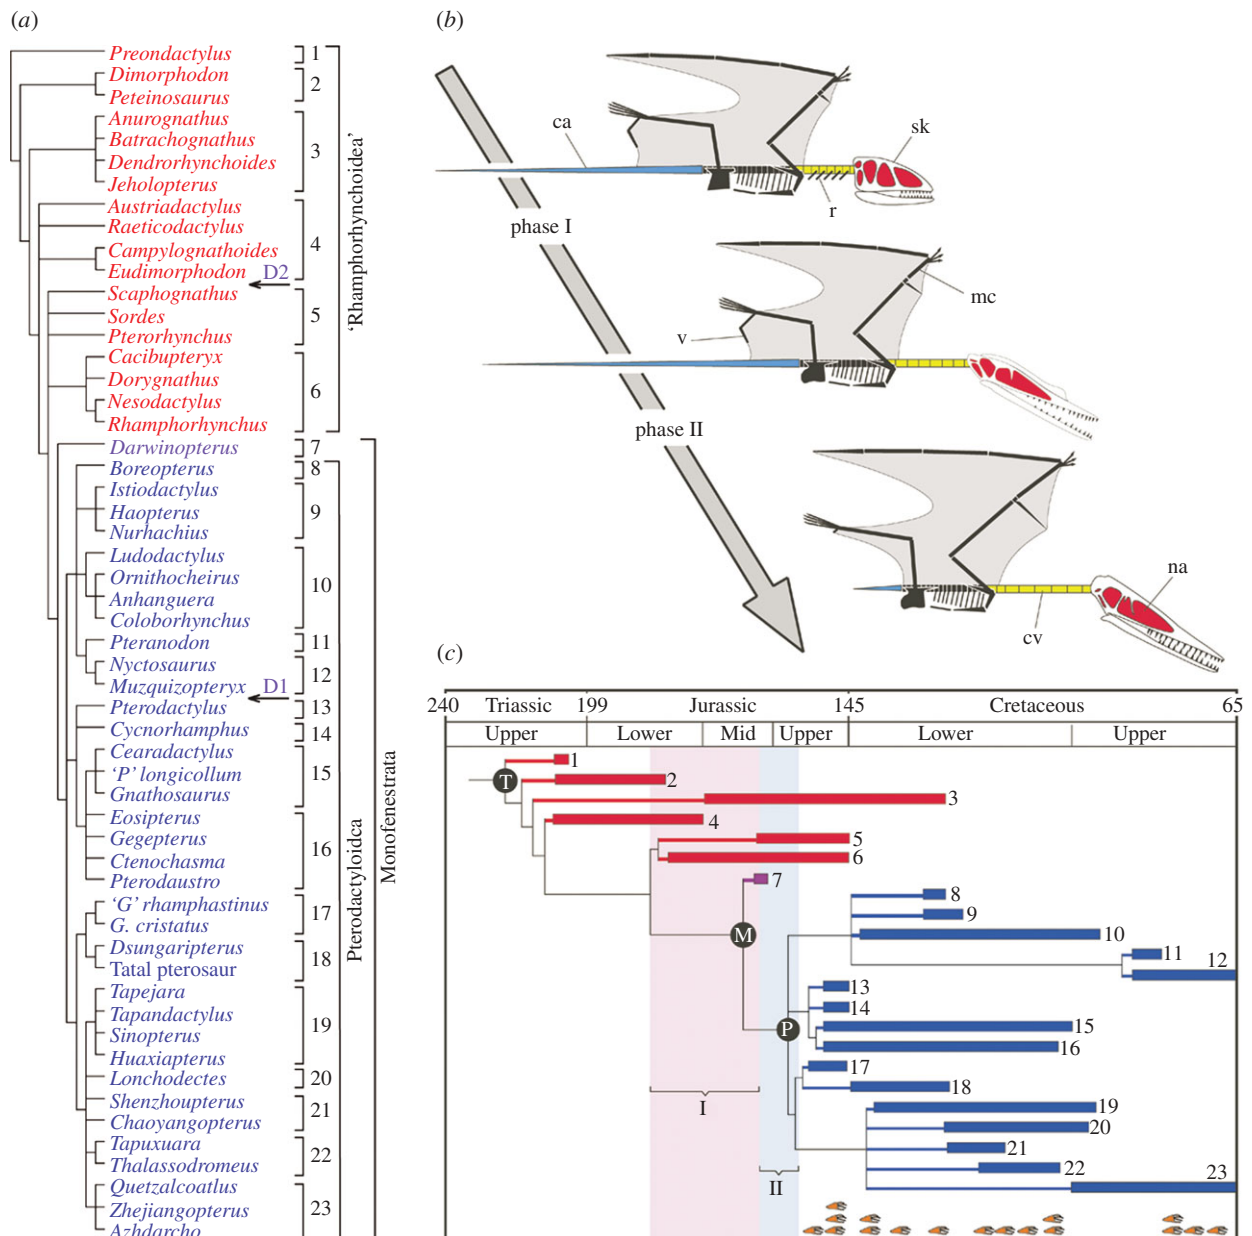 (a)
Preondactylus 1
Dimorphodon 2
Peteinosaurus
Anurognathus
Batrachognathus 3
Dendrorhynchoides
Jeholopterus
Austriadactylus
Raeticodactylus 4
Campylognathoides
Eudimorphodon D2
Scaphognathus
Sordes 5
Pterorhynchus
Cacibupteryx
Dorygnathus 6
Nesodactylus
Rhamphorhynchus
'Rhamphorhynchoidea'
Darwinopterus 7
Boreopterus 8
Istiodactylus
Haopterus 9
Nurhachius
Ludodactylus
Ornithocheirus 10
Anhanguera
Coloborhynchus
Pteranodon 11
Nyctosaurus 12
Muzquizopteryx D1
Pterodactylus 13
Cycnorhamphus 14
Cearadactylus
'P' longicollum 15
Gnathosaurus
Eosipterus
Gegepterus 16
Ctenochasma
Pterodaustro
'G' rhamphastinus 17
G. cristatus
Dsungaripterus 18
Tatal pterosaur
Tapejara
Tapandactylus 19
Sinopterus
Huaxiapterus
Lonchodectes 20
Shenzhoupterus 21
Chaoyangopterus
Tapuxuara 22
Thalassodromeus
Quetzalcoatlus
Zhejiangopterus 23
Azhdarcho
Pterodactyloidca
Monofenestrata
(b)
ca
sk
r
phase I
mc
v
phase II
na
cv
(c)
240 Triassic 199 Jurassic 145 Cretaceous 65
Upper Lower Mid Upper Lower Upper
1
T 2
3
4
5
6
7
8
9
M 10
11
12
13
14
P 15
16
17
18
I 19
20
21
II 22
23